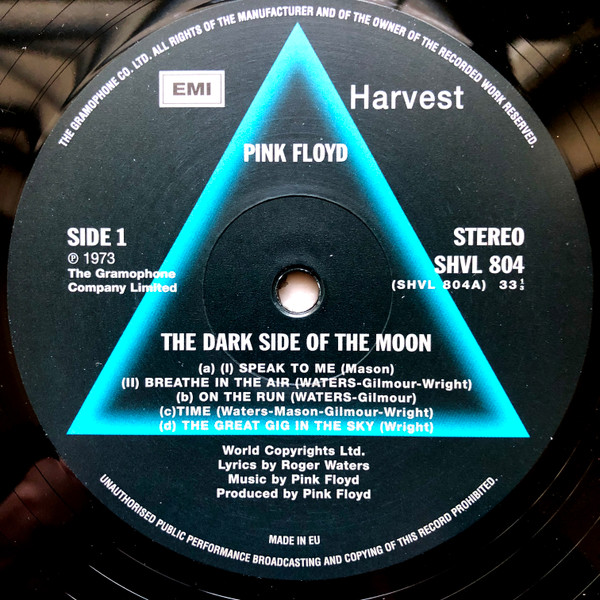 THE GRAMOPHONE CO. LTD. ALL RIGHTS OF THE MANUFACTURER AND OF THE OWNER OF THE RECORDED WORK RESERVED.
EMI
Harvest
PINK FLOYD
SIDE 1
℗ 1973
The Gramophone
Company Limited
STEREO
SHVL 804
(SHVL 804A) 33⅓
THE DARK SIDE OF THE MOON
(a) (I) SPEAK TO ME (Mason)
(II) BREATHE IN THE AIR (WATERS-Gilmour-Wright)
(b) ON THE RUN (WATERS-Gilmour)
(c)TIME (Waters-Mason-Gilmour-Wright)
(d) THE GREAT GIG IN THE SKY (Wright)
World Copyrights Ltd.
Lyrics by Roger Waters
Music by Pink Floyd
Produced by Pink Floyd
MADE IN EU
UNAUTHORISED PUBLIC PERFORMANCE BROADCASTING AND COPYING OF THIS RECORD PROHIBITED.